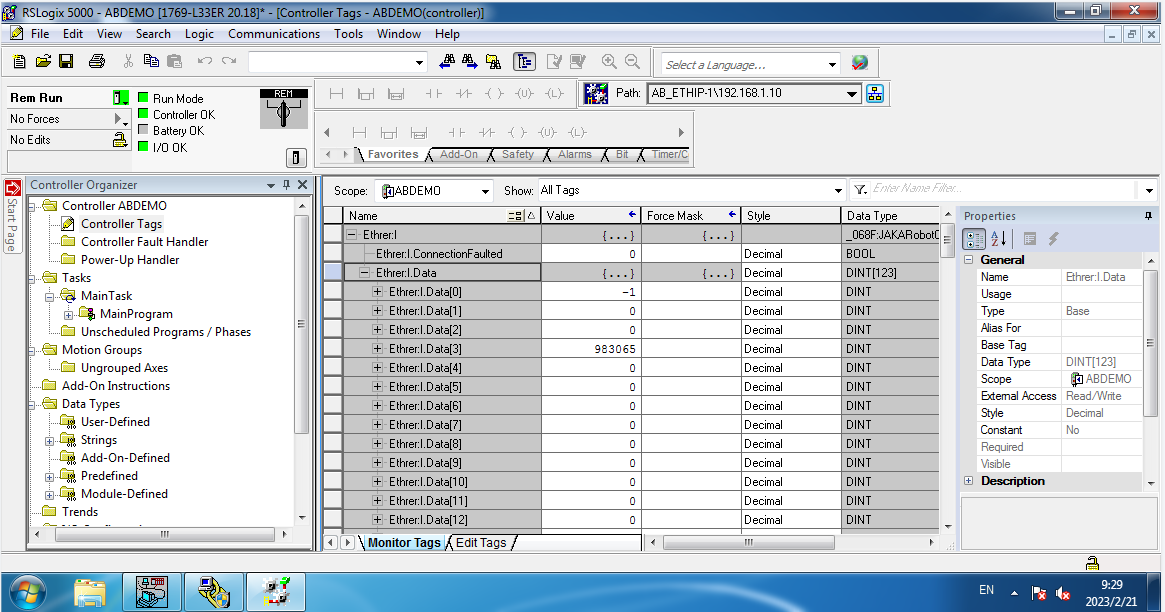 RSLogix 5000 - ABDEMO [1769-L33ER 20.18]* - [Controller Tags - ABDEMO(controller)]
File Edit View Search Logic Communications Tools Window Help
Select a Language...
Rem Run
No Forces
No Edits
Run Mode
Controller OK
Battery OK
I/O OK
REM
Path: AB_ETHIP-1\192.168.1.10
Favorites Add-On Safety Alarms Bit Timer/C
Start Page
Controller Organizer
Controller ABDEMO
Controller Tags
Controller Fault Handler
Power-Up Handler
Tasks
MainTask
MainProgram
Unscheduled Programs / Phases
Motion Groups
Ungrouped Axes
Add-On Instructions
Data Types
User-Defined
Strings
Add-On-Defined
Predefined
Module-Defined
Trends
Scope: ABDEMO Show: All Tags Enter Name Filter...
Name Value Force Mask Style Data Type
Ethrer:I {...} {...} _068F:JAKARobot
Ethrer:I.ConnectionFaulted 0 Decimal BOOL
Ethrer:I.Data {...} {...} Decimal DINT[123]
Ethrer:I.Data[0] -1 Decimal DINT
Ethrer:I.Data[1] 0 Decimal DINT
Ethrer:I.Data[2] 0 Decimal DINT
Ethrer:I.Data[3] 983065 Decimal DINT
Ethrer:I.Data[4] 0 Decimal DINT
Ethrer:I.Data[5] 0 Decimal DINT
Ethrer:I.Data[6] 0 Decimal DINT
Ethrer:I.Data[7] 0 Decimal DINT
Ethrer:I.Data[8] 0 Decimal DINT
Ethrer:I.Data[9] 0 Decimal DINT
Ethrer:I.Data[10] 0 Decimal DINT
Ethrer:I.Data[11] 0 Decimal DINT
Ethrer:I.Data[12] 0 Decimal DINT
Monitor Tags Edit Tags
Properties
General
Name Ethrer:I.Data
Usage
Type Base
Alias For
Base Tag
Data Type DINT[123]
Scope ABDEMO
External Access Read/Write
Style Decimal
Constant No
Required
Visible
Description
EN
9:29
2023/2/21